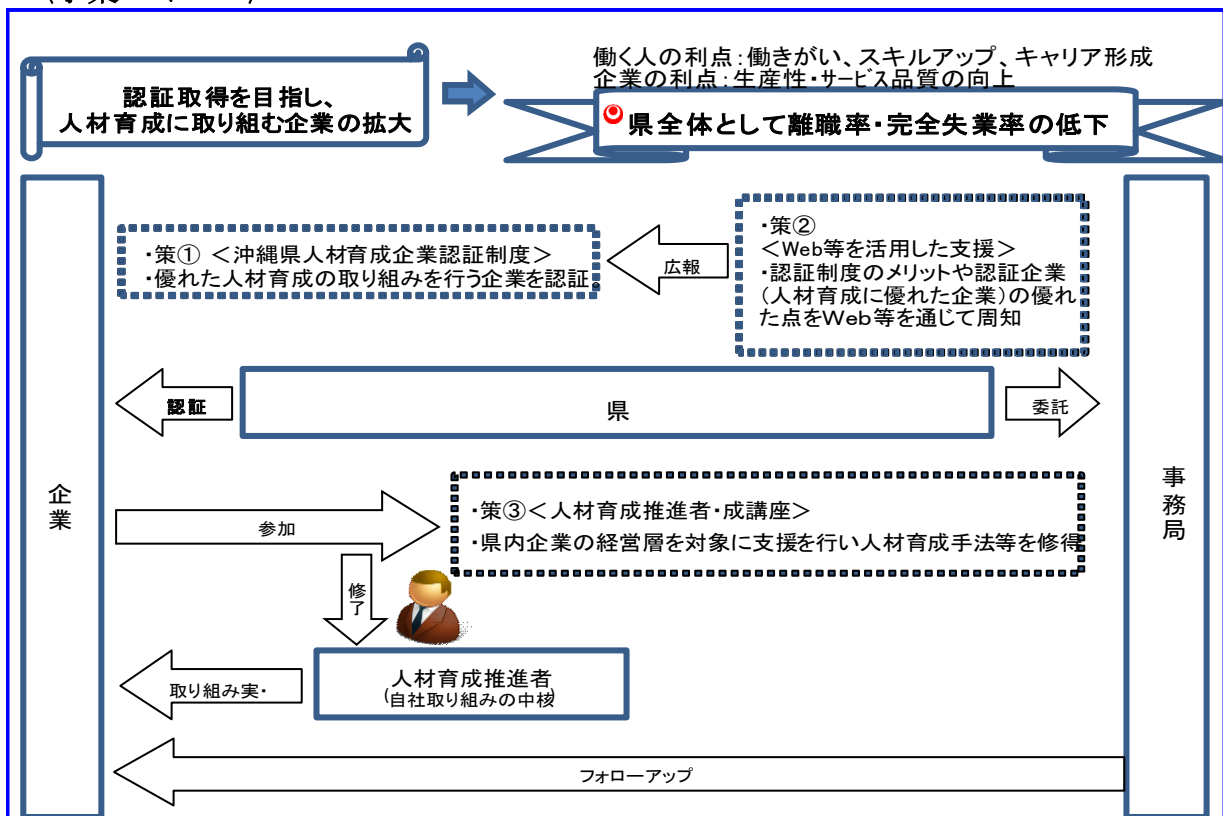 認証取得を目指し、
人材育成に取り組む企業の拡大
働く人の利点:働きがい、スキルアップ、キャリア形成
企業の利点:生産性・サービス品質の向上
県全体として離職率・完全失業率の低下
・策① <沖縄県人材育成企業認証制度>
・優れた人材育成の取り組みを行う企業を認証。
広報
・策②
<Web等を活用した支援>
・認証制度のメリットや認証企業
(人材育成に優れた企業)の優れ
た点をWeb等を通じて周知
認証
県
委託
企業
事務局
参加
・策③<人材育成推進者・成講座>
・県内企業の経営層を対象に支援を行い人材育成手法等を修得
修了
人材育成推進者
(自社取り組みの中核)
取り組み実・
フォローアップ